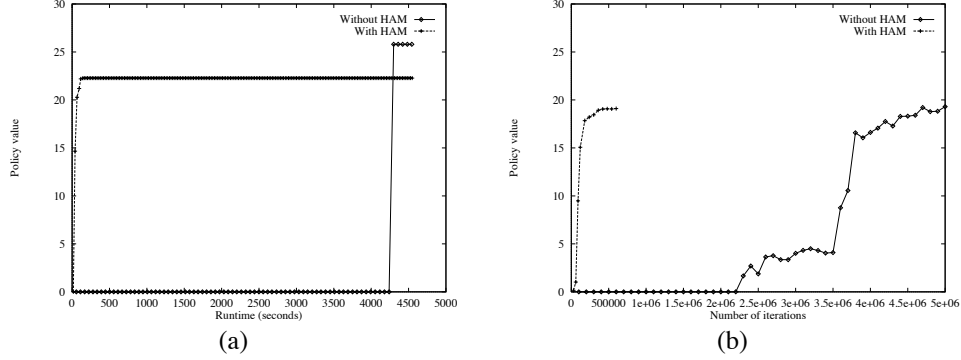 30
25
20
15
10
5
0
Policy value
Without HAM
With HAM
0 500 1000 1500 2000 2500 3000 3500 4000 4500 5000
Runtime (seconds)
(a)
30
25
20
15
10
5
0
Policy value
Without HAM
With HAM
0 500000 1e+06 1.5e+06 2e+06 2.5e+06 3e+06 3.5e+06 4e+06 4.5e+06 5e+06
Number of iterations
(b)